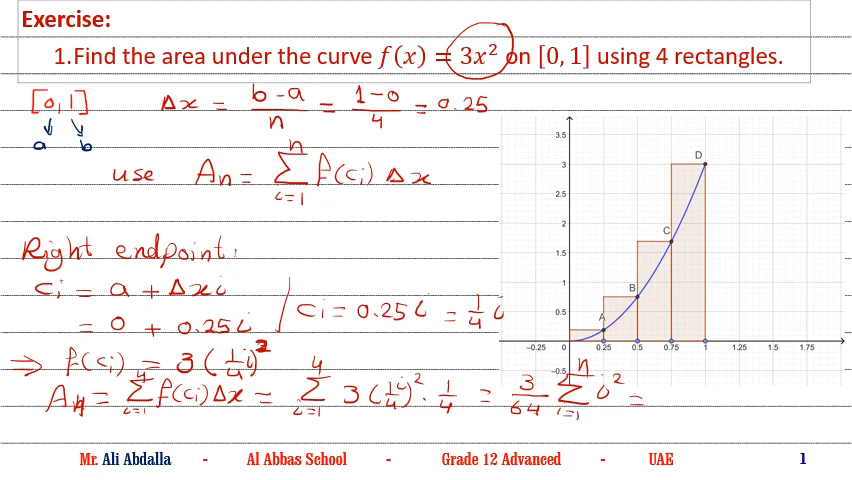 Exercise:
1.Find the area under the curve f(x) = 3x² on [0, 1] using 4 rectangles.
[0, 1]
a b
Δx = (b-a)/n = (1-0)/4 = 0.25
use An = Σ_{i=1}^{n} f(ci) Δx
Right endpoint:
ci = a + Δxi
= 0 + 0.25i
ci = 0.25i = 1/4 i
⇒ f(ci) = 3(1/4 i)²
A4 = Σ_{i=1}^{4} f(ci)Δx = Σ_{i=1}^{4} 3(1/4 i)² · 1/4 = 3/64 Σ_{i=1}^{n} i² =
3.5
D
3
2.5
2
C
1.5
1
B
0.5
A
-0.25 0 0.25 0.5 0.75 1 1.25 1.5 1.75
-0.5
Mr. Ali Abdalla - Al Abbas School - Grade 12 Advanced - UAE 1